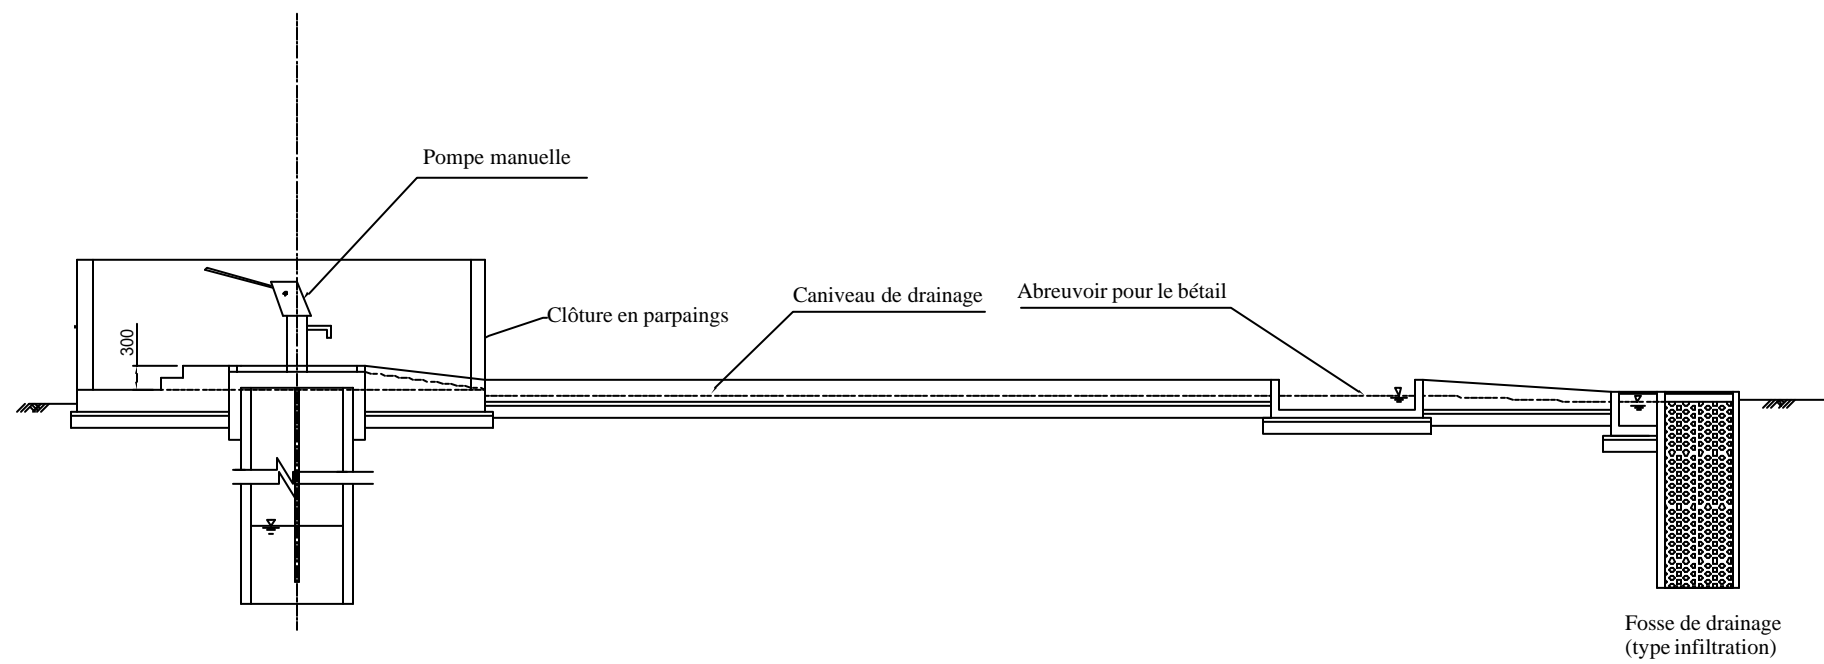 Pompe manuelle
Caniveau de drainage
Abreuvoir pour le bétail
Clôture en parpaings
300
Fosse de drainage
(type infiltration)